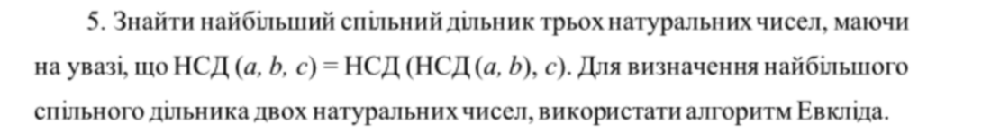 5. Знайти найбільший спільний дільник трьох натуральних чисел, маючи
на увазі, що НСД (a, b, c) = НСД (НСД (a, b), c). Для визначення найбільшого
спільного дільника двох натуральних чисел, використати алгоритм Евкліда.